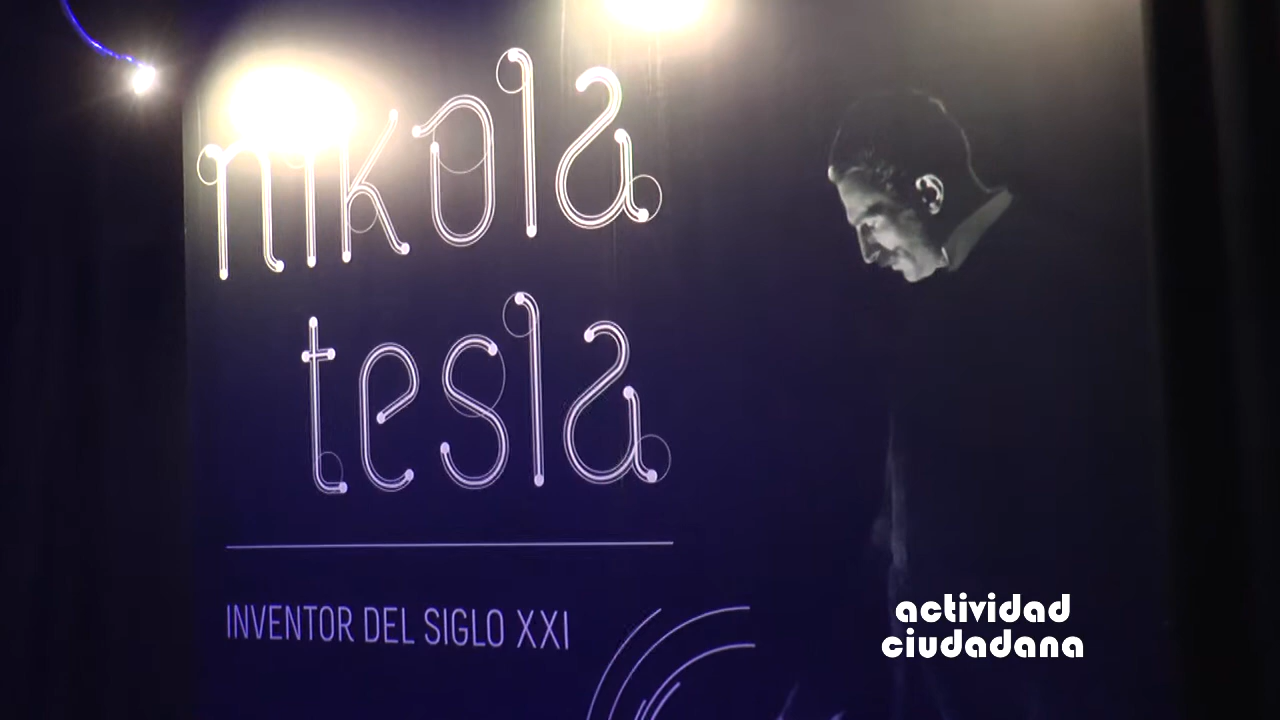 nikola
tesla
INVENTOR DEL SIGLO XXI
actividad
ciudadana